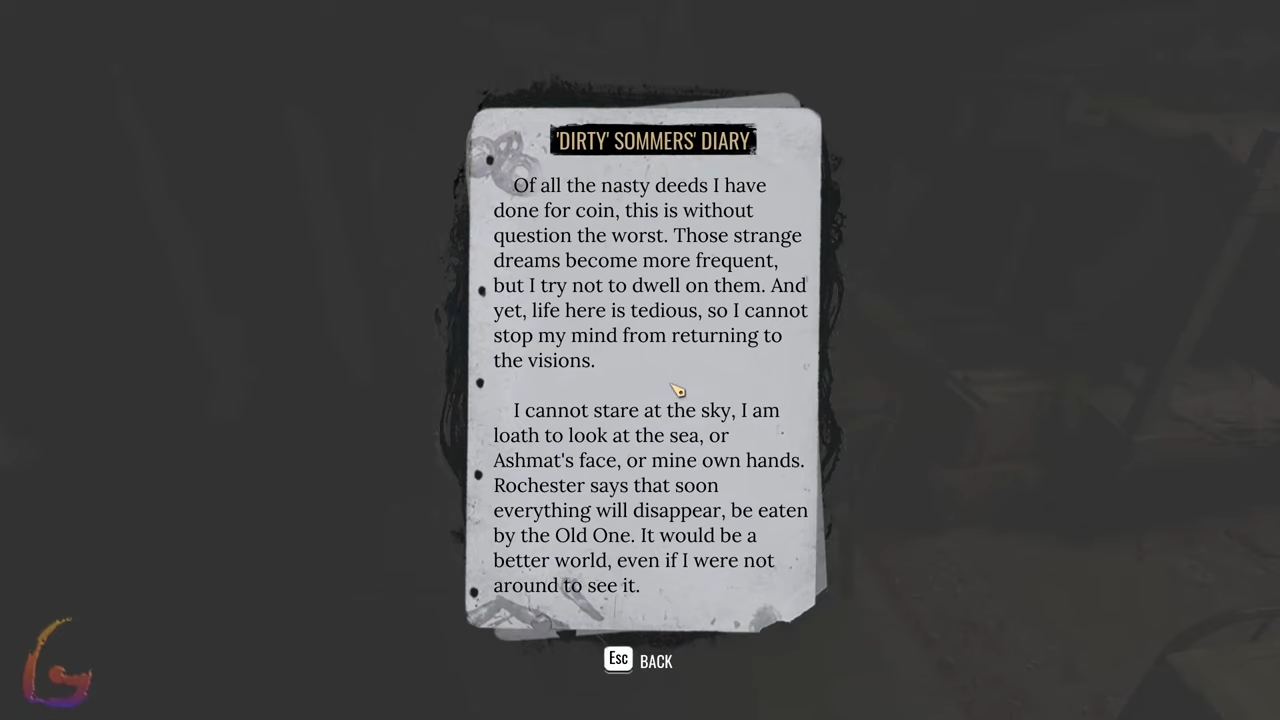 'DIRTY' SOMMERS' DIARY
Of all the nasty deeds I have
done for coin, this is without
question the worst. Those strange
dreams become more frequent,
but I try not to dwell on them. And
yet, life here is tedious, so I cannot
stop my mind from returning to
the visions.
I cannot stare at the sky, I am
loath to look at the sea, or
Ashmat's face, or mine own hands.
Rochester says that soon
everything will disappear, be eaten
by the Old One. It would be a
better world, even if I were not
around to see it.
Esc BACK